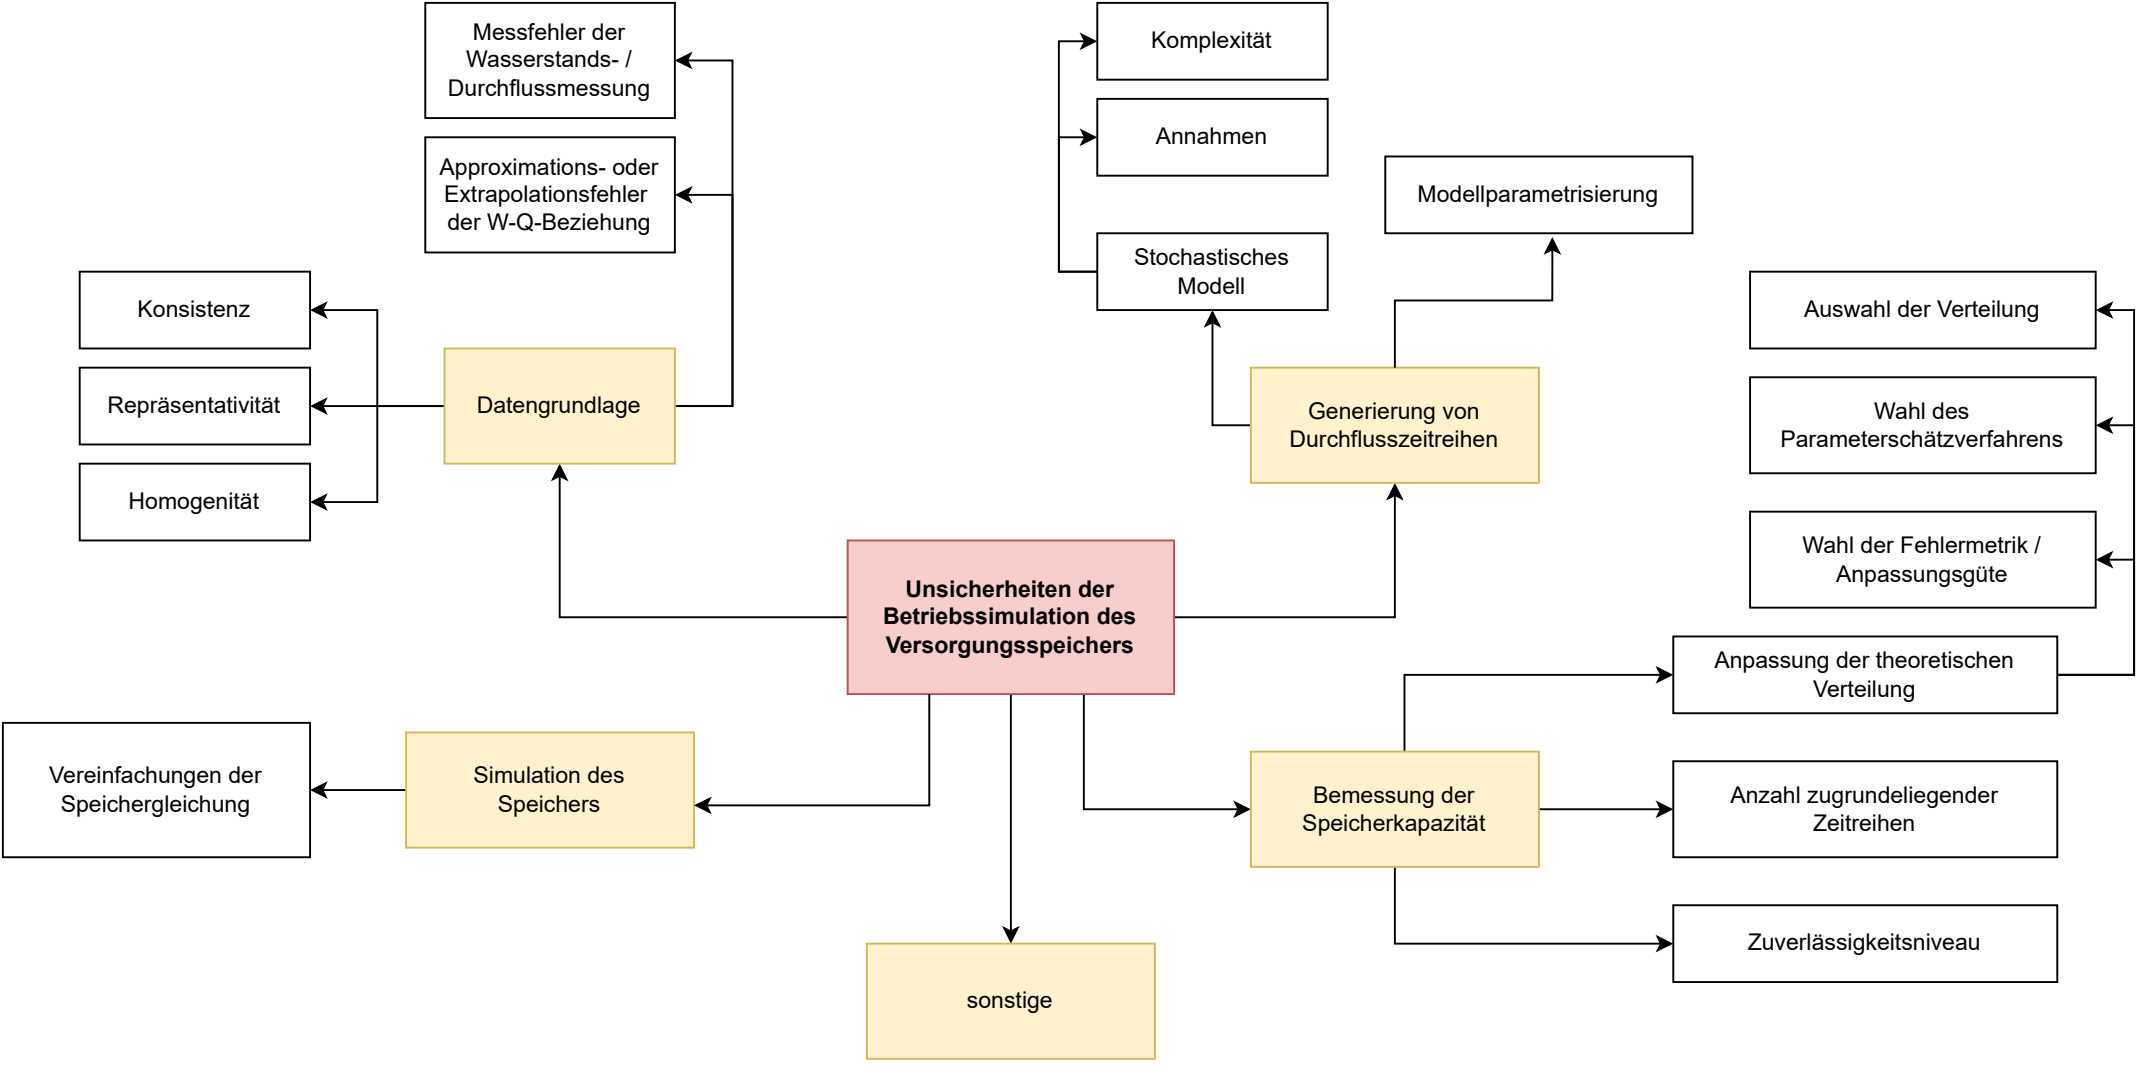 Messfehler der
Wasserstands- /
Durchflussmessung
Approximations- oder
Extrapolationsfehler
der W-Q-Beziehung
Konsistenz
Repräsentativität
Homogenität
Datengrundlage
Komplexität
Annahmen
Stochastisches
Modell
Modellparametrisierung
Generierung von
Durchflusszeitreihen
Auswahl der Verteilung
Wahl des
Parameterschätzverfahrens
Wahl der Fehlermetrik /
Anpassungsgüte
Unsicherheiten der
Betriebssimulation des
Versorgungsspeichers
Anpassung der theoretischen
Verteilung
Vereinfachungen der
Speichergleichung
Simulation des
Speichers
Bemessung der
Speicherkapazität
Anzahl zugrundeliegender
Zeitreihen
Zuverlässigkeitsniveau
sonstige